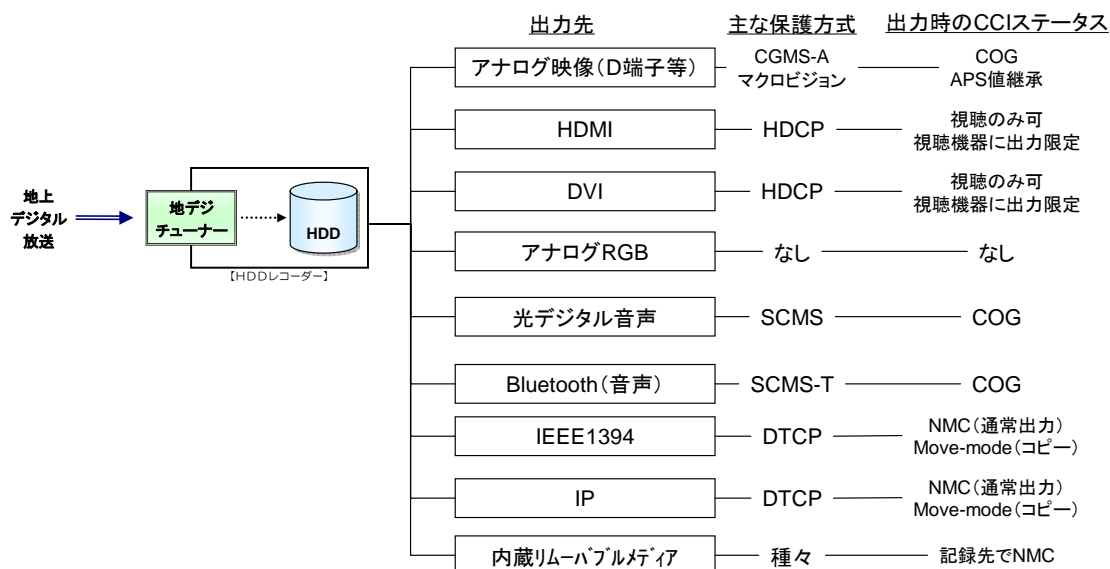 出力先
主な保護方式
出力時のCCIステータス
アナログ映像(D端子等)
CGMS-A
マクロビジョン
COG
APS値継承
HDMI
HDCP
視聴のみ可
視聴機器に出力限定
DVI
HDCP
視聴のみ可
視聴機器に出力限定
地上
デジタル
放送
地デジ
チューナー
HDD
【HDDレコーダー】
アナログRGB
なし
なし
光デジタル音声
SCMS
COG
Bluetooth(音声)
SCMS-T
COG
IEEE1394
DTCP
NMC(通常出力)
Move-mode(コピー)
IP
DTCP
NMC(通常出力)
Move-mode(コピー)
内蔵リムーバブルメディア
種々
記録先でNMC